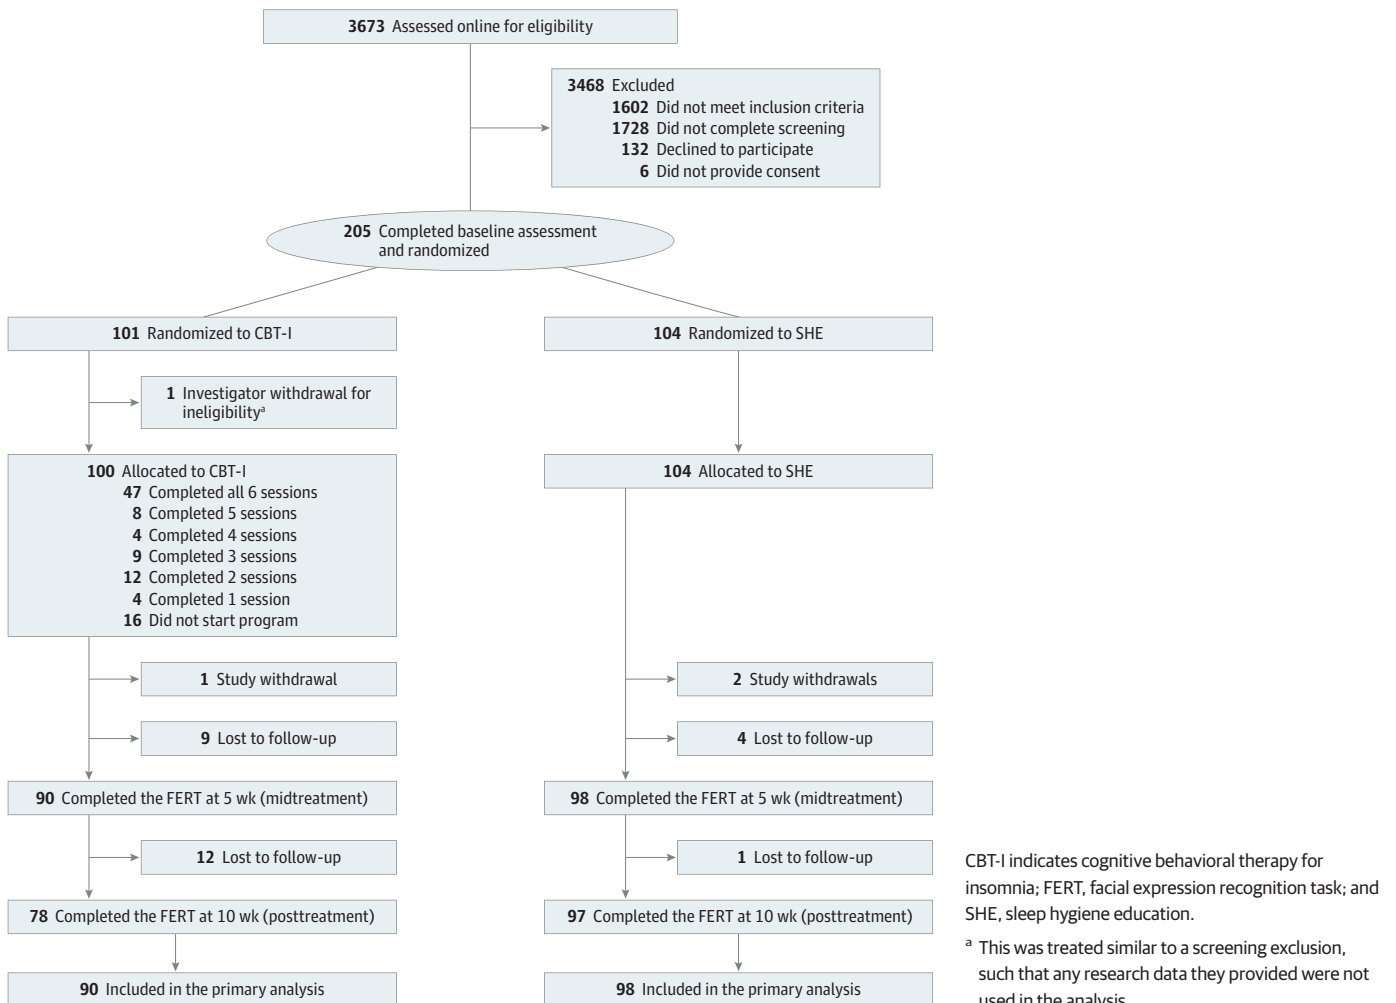 3673 Assessed online for eligibility
3468 Excluded
1602 Did not meet inclusion criteria
1728 Did not complete screening
132 Declined to participate
6 Did not provide consent
205 Completed baseline assessment
and randomized
101 Randomized to CBT-I
104 Randomized to SHE
1 Investigator withdrawal for
ineligibilityᵃ
100 Allocated to CBT-I
47 Completed all 6 sessions
8 Completed 5 sessions
4 Completed 4 sessions
9 Completed 3 sessions
12 Completed 2 sessions
4 Completed 1 session
16 Did not start program
104 Allocated to SHE
1 Study withdrawal
2 Study withdrawals
9 Lost to follow-up
4 Lost to follow-up
90 Completed the FERT at 5 wk (midtreatment)
98 Completed the FERT at 5 wk (midtreatment)
12 Lost to follow-up
1 Lost to follow-up
78 Completed the FERT at 10 wk (posttreatment)
97 Completed the FERT at 10 wk (posttreatment)
90 Included in the primary analysis
98 Included in the primary analysis
CBT-I indicates cognitive behavioral therapy for
insomnia; FERT, facial expression recognition task; and
SHE, sleep hygiene education.
ᵃ This was treated similar to a screening exclusion,
such that any research data they provided were not
used in the analysis